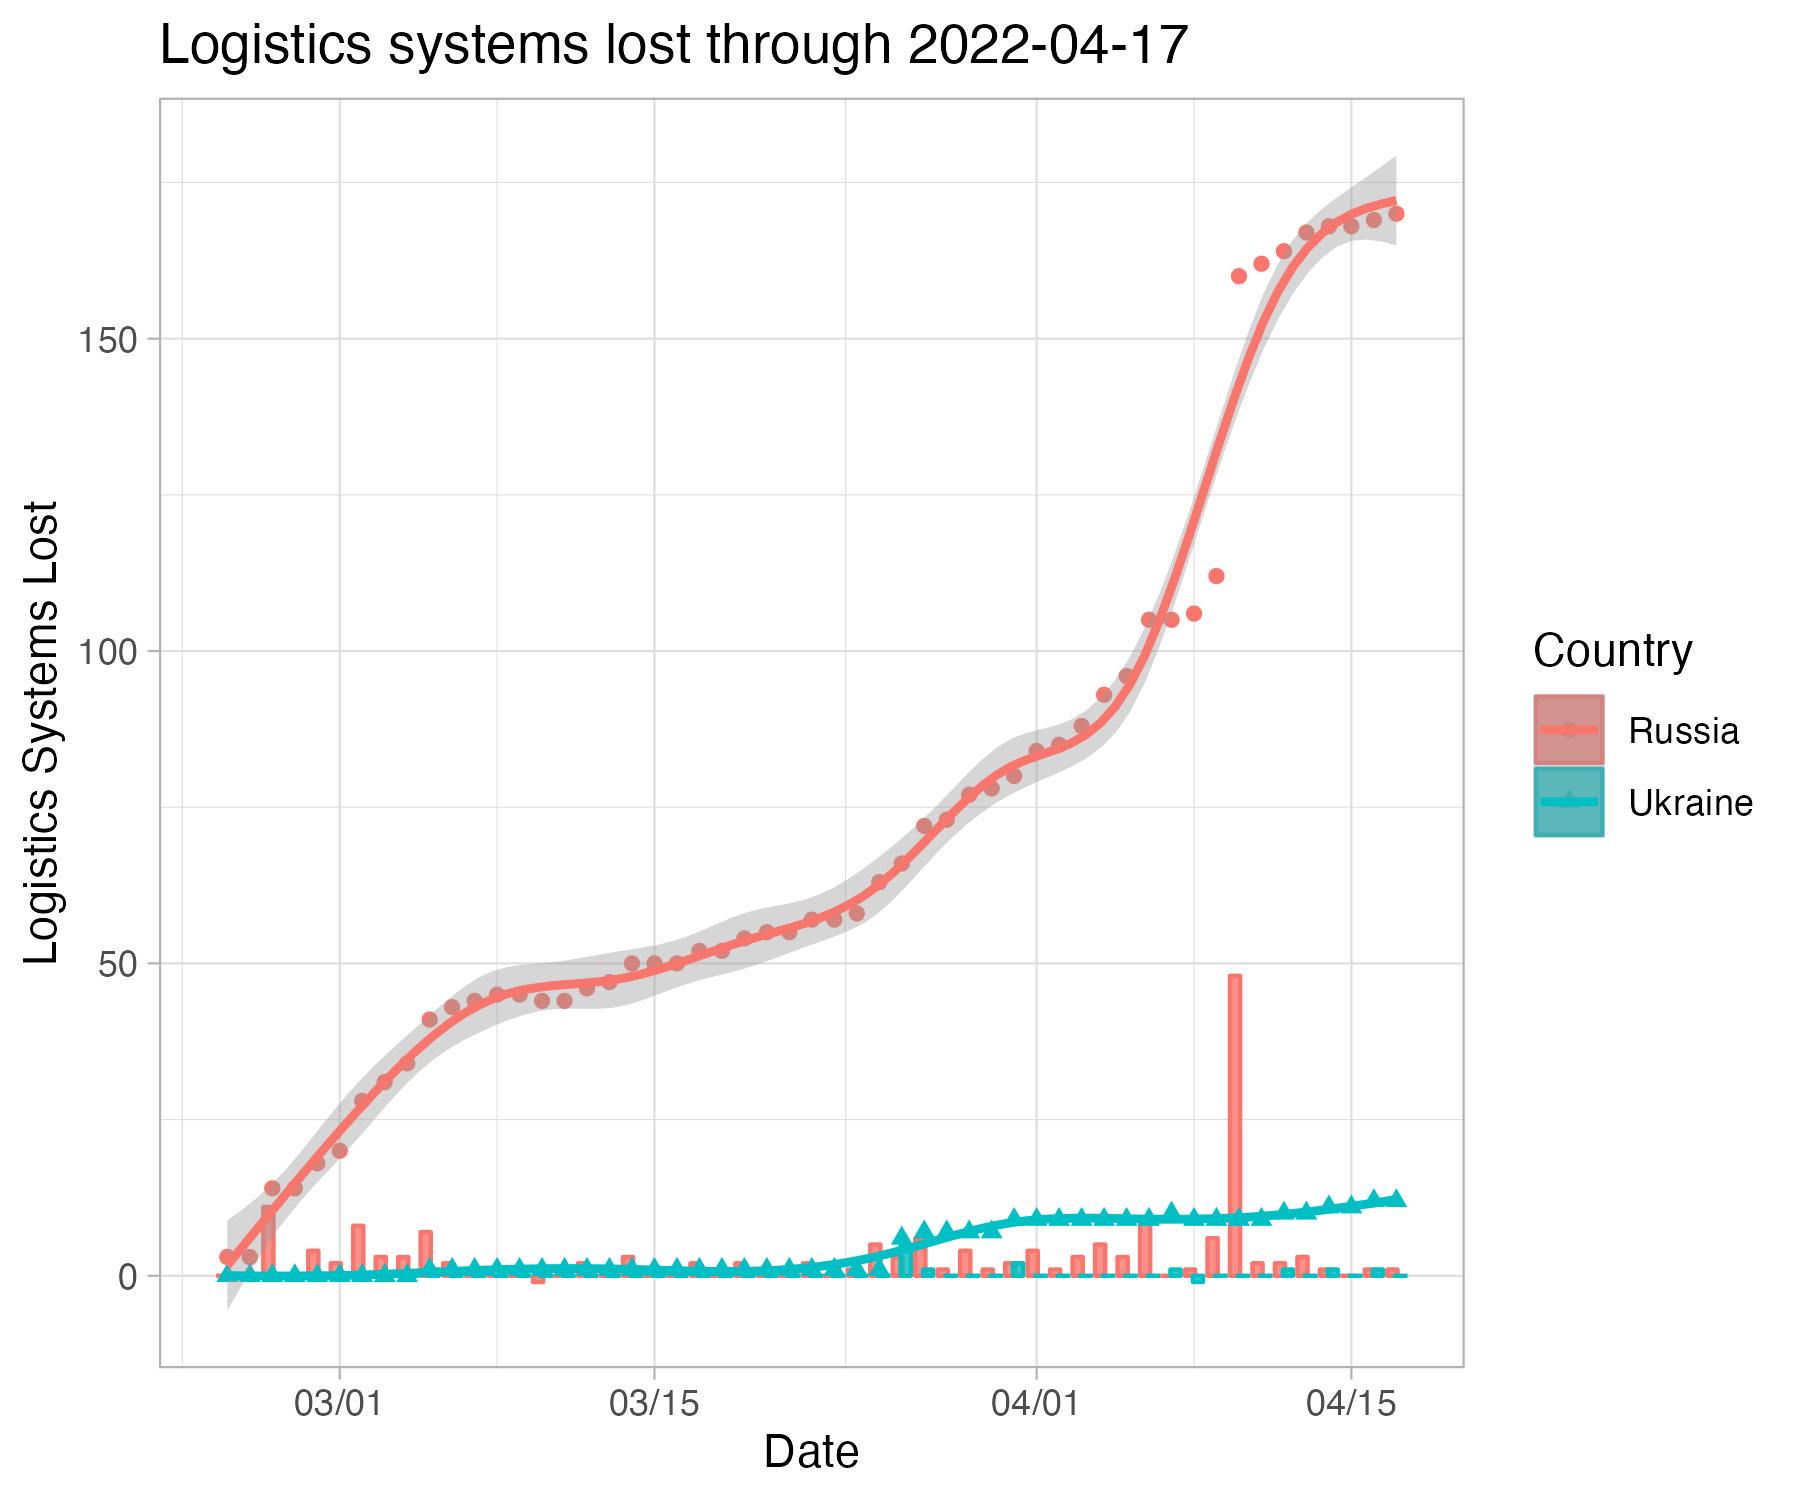 Logistics systems lost through 2022-04-17
Logistics Systems Lost
150
100
50
0
03/01 03/15 04/01 04/15
Date
Country
Russia
Ukraine